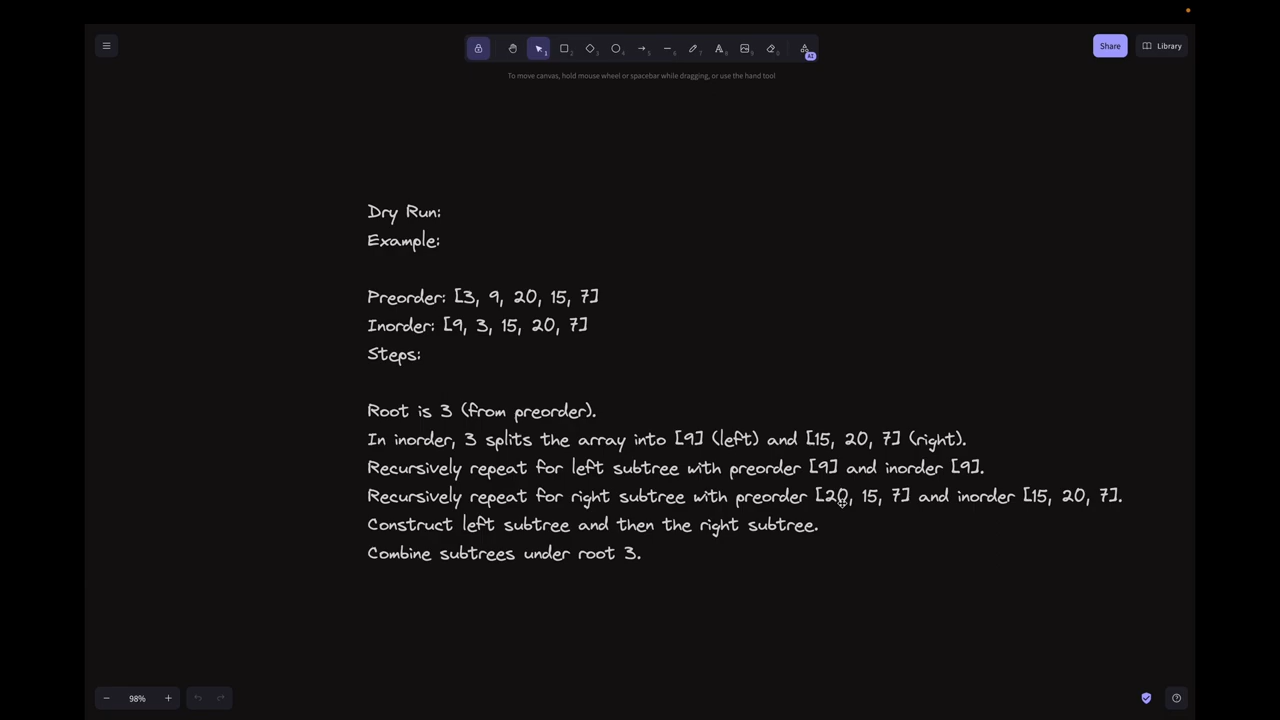 Share
Library
To move canvas, hold mouse wheel or spacebar while dragging, or use the hand tool
Dry Run:
Example:
Preorder: [3, 9, 20, 15, 7]
Inorder: [9, 3, 15, 20, 7]
Steps:
Root is 3 (from preorder).
In inorder, 3 splits the array into [9] (left) and [15, 20, 7] (right).
Recursively repeat for left subtree with preorder [9] and inorder [9].
Recursively repeat for right subtree with preorder [20, 15, 7] and inorder [15, 20, 7].
Construct left subtree and then the right subtree.
Combine subtrees under root 3.
98%